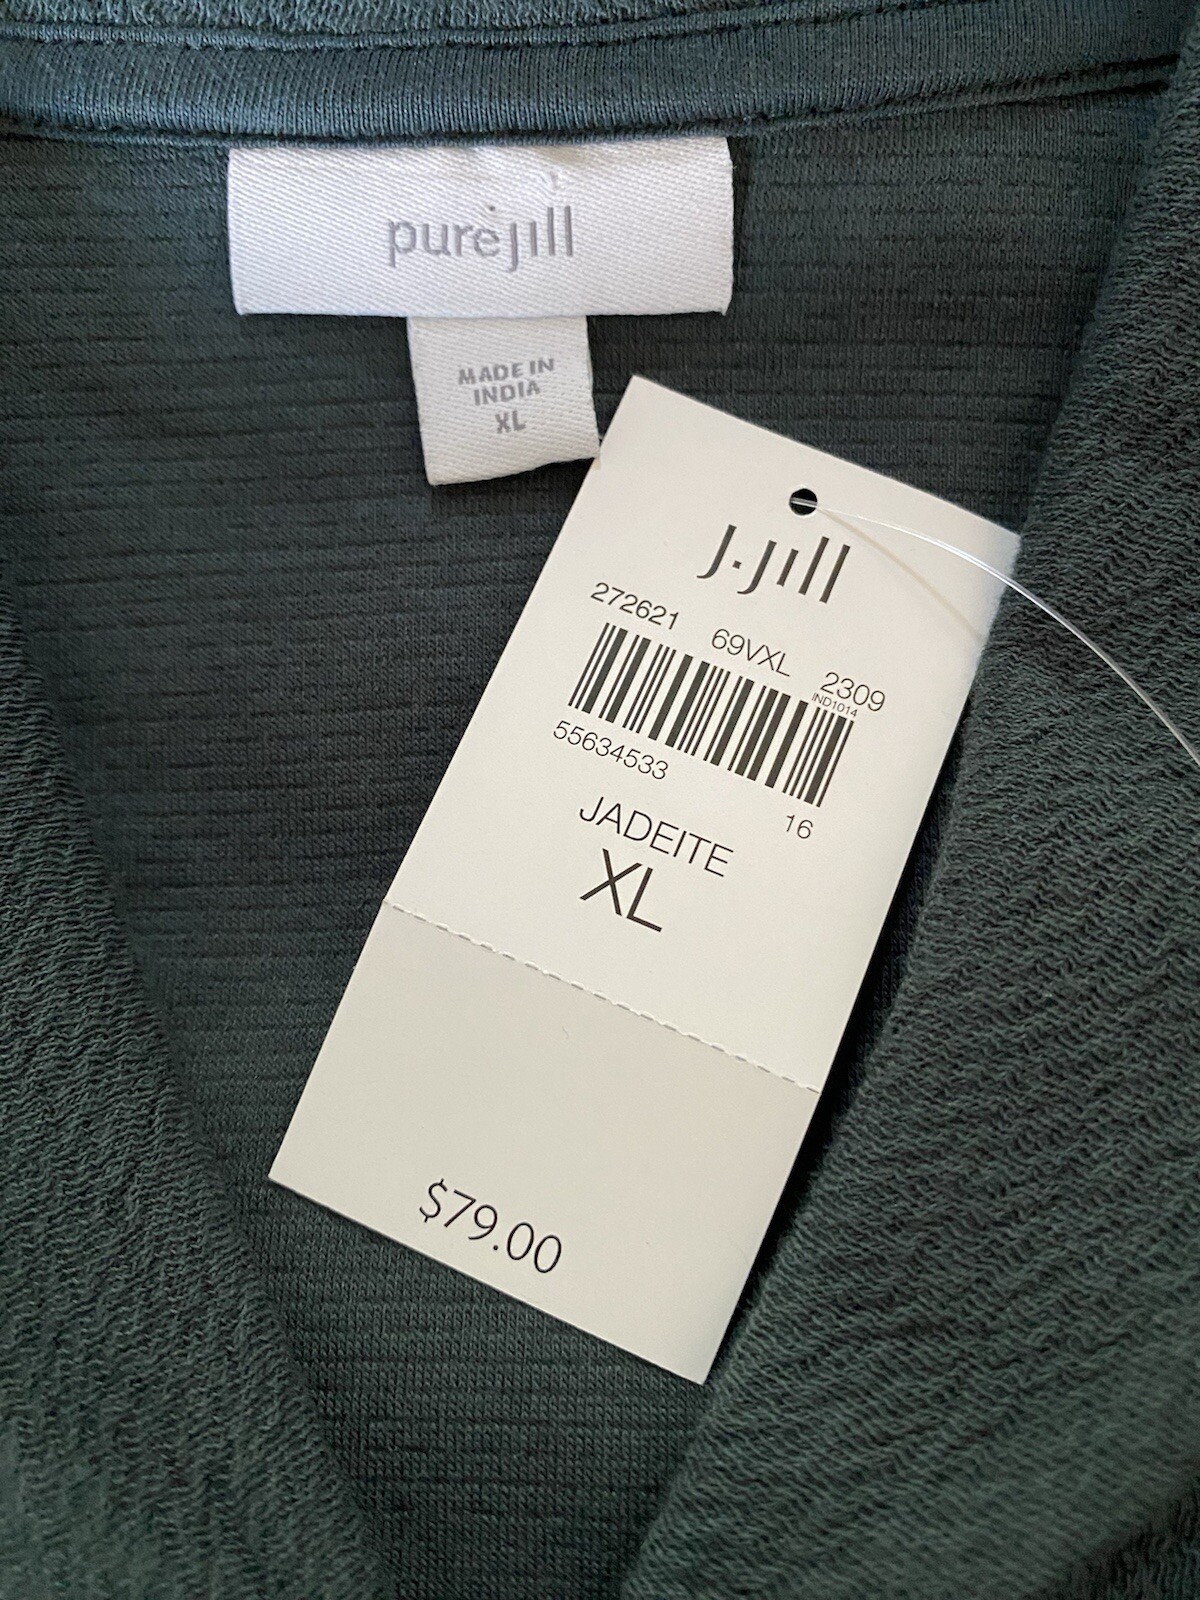 purejill
MADE IN
INDIA
XL
J.Jill
272621 69VXL 2309
IND1014
55634533
16
JADEITE
XL
$79.00